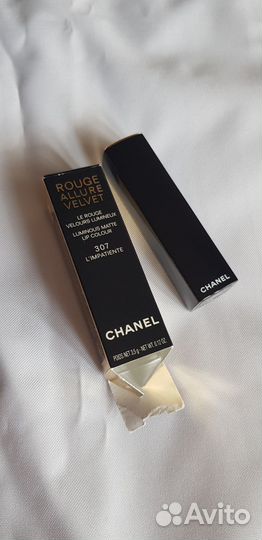 ROUGE
ALLURE
VELVET
LE ROUGE
VELOURS LUMINEUX
LUMINOUS MATTE
LIP COLOUR
307
L'IMPATIENTE
CHANEL
POIDS NET 3.5 g - NET WT. 0.12 OZ.
CHANEL
Avito